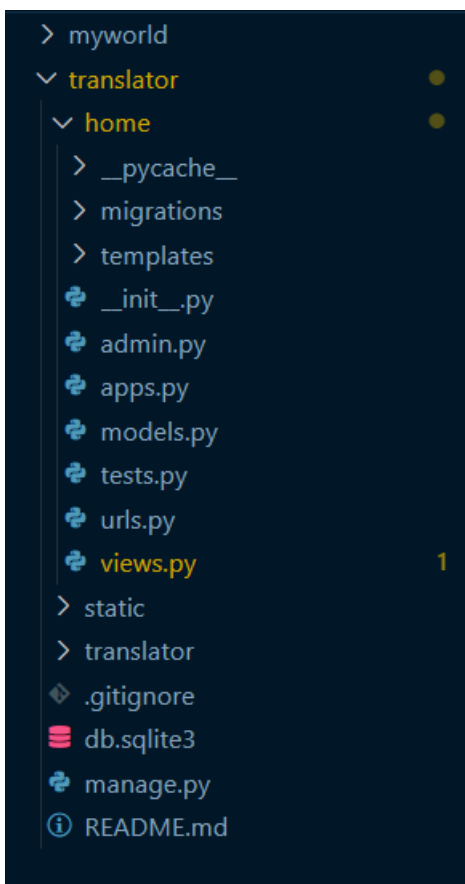 myworld
translator
home
__pycache__
migrations
templates
__init__.py
admin.py
apps.py
models.py
tests.py
urls.py
views.py 1
static
translator
.gitignore
db.sqlite3
manage.py
README.md